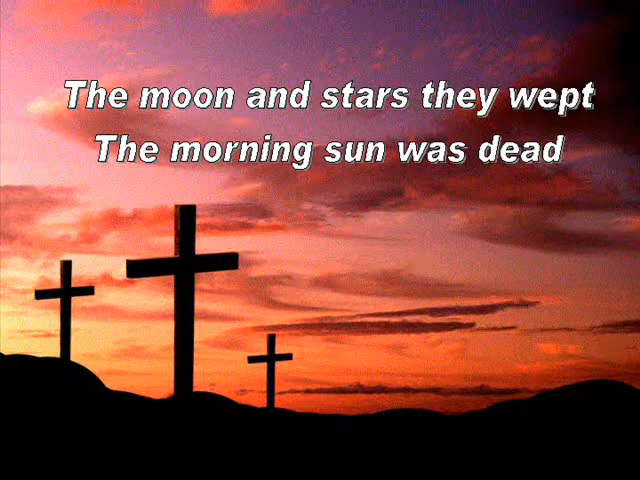 The moon and stars they wept
The morning sun was dead